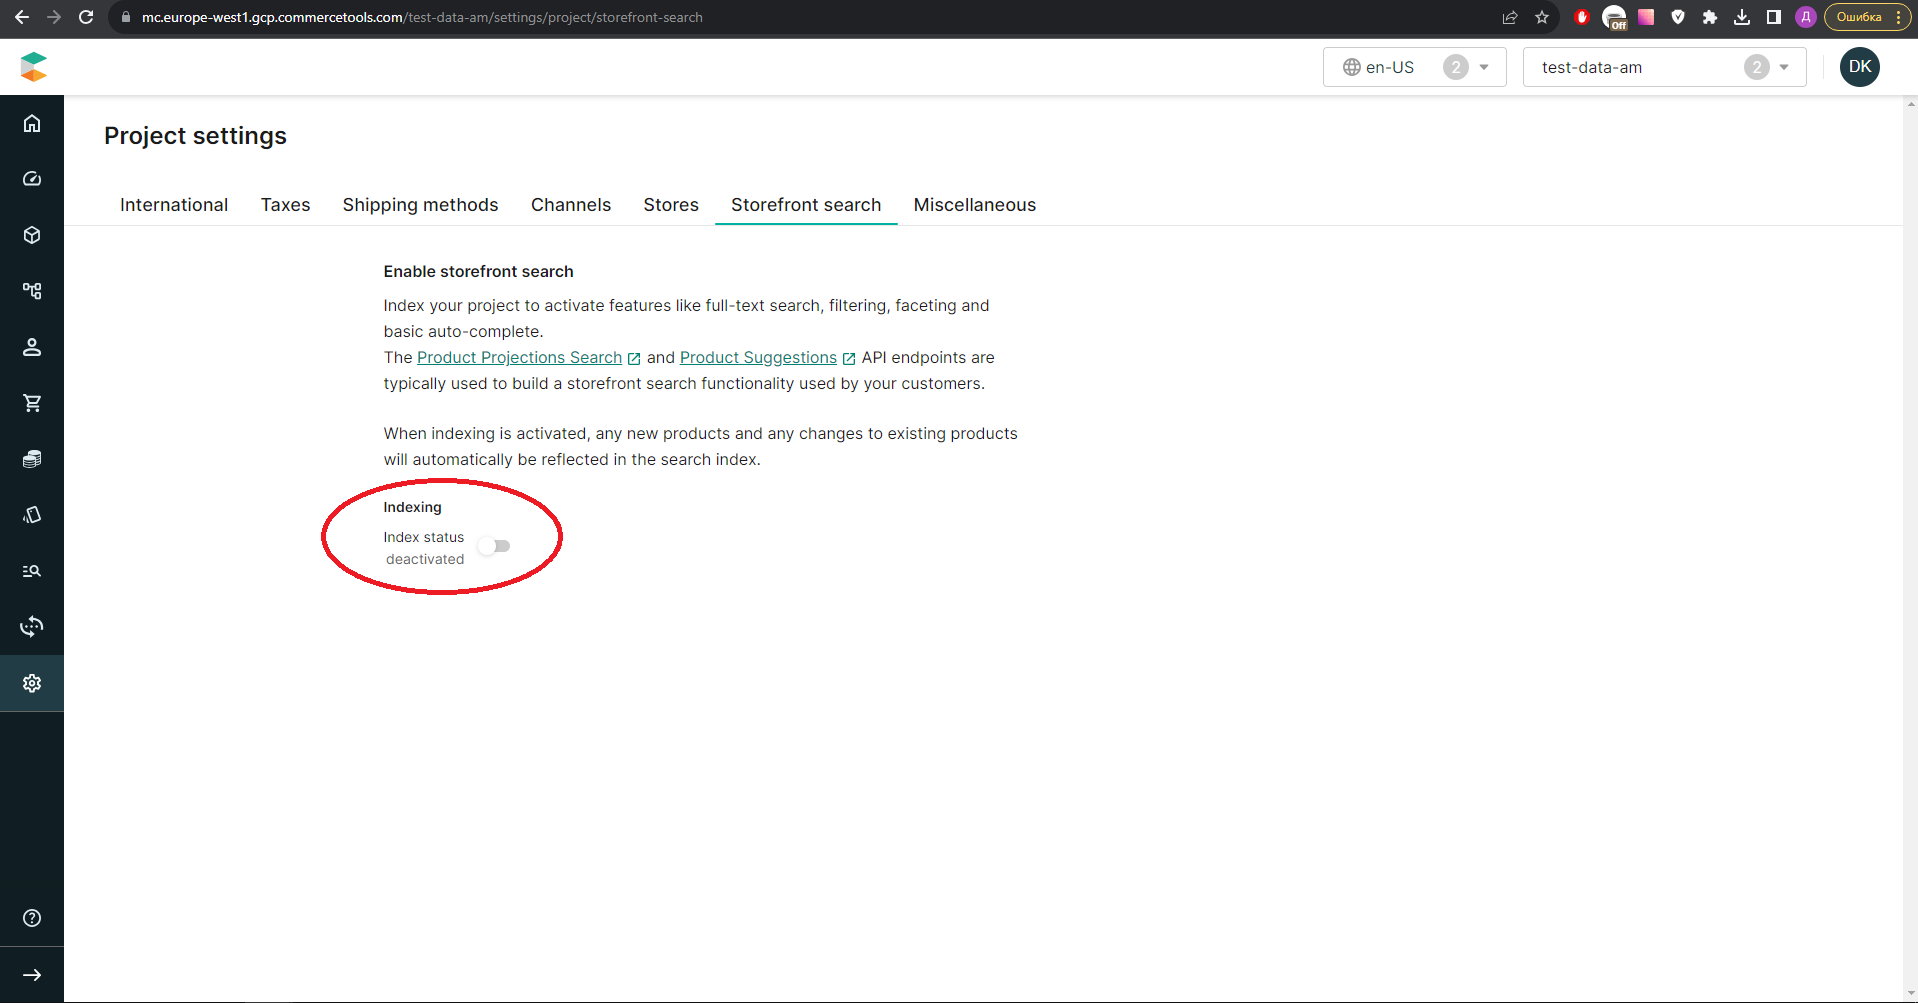 mc.europe-west1.gcp.commercetools.com/test-data-am/settings/project/storefront-search
Off
Д
Ошибка
en-US 2
test-data-am 2
DK
Project settings
International Taxes Shipping methods Channels Stores Storefront search Miscellaneous
Enable storefront search
Index your project to activate features like full-text search, filtering, faceting and
basic auto-complete.
The Product Projections Search and Product Suggestions API endpoints are
typically used to build a storefront search functionality used by your customers.
When indexing is activated, any new products and any changes to existing products
will automatically be reflected in the search index.
Indexing
Index status
deactivated